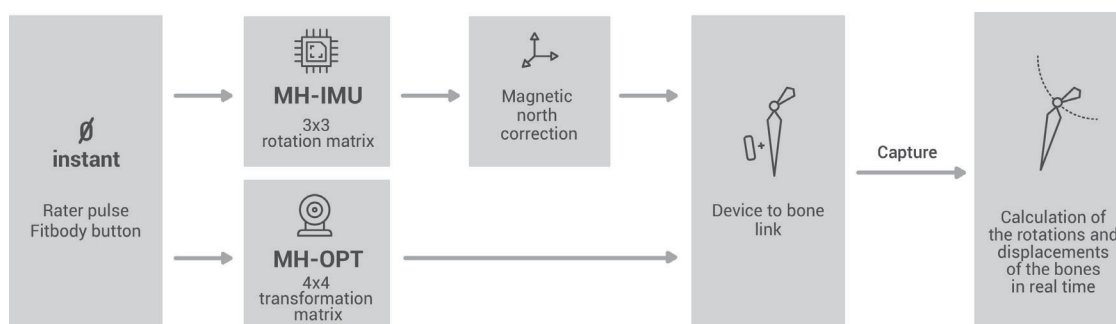 Ø
instant
Rater pulse
Fitbody button
MH-IMU
3x3
rotation matrix
MH-OPT
4x4
transformation
matrix
Magnetic
north
correction
Device to bone
link
Capture
Calculation of
the rotations and
displacements
of the bones
in real time